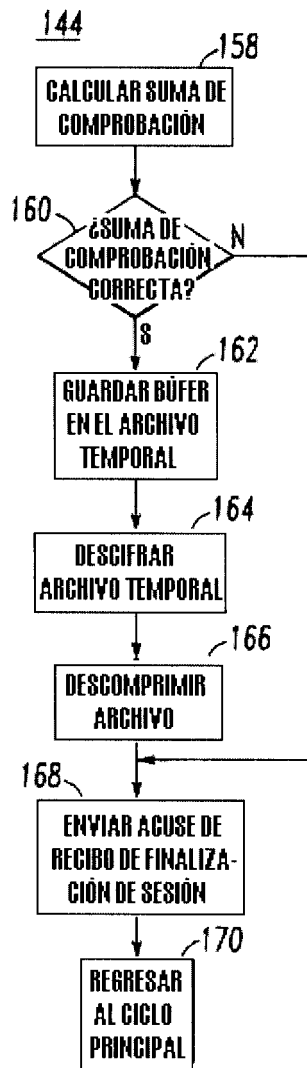 144
158
CALCULAR SUMA DE
COMPROBACIÓN
160
¿SUMA DE
COMPROBACIÓN
CORRECTA?
N
S
162
GUARDAR BÚFER
EN EL ARCHIVO
TEMPORAL
164
DESCIFRAR
ARCHIVO TEMPORAL
166
DESCOMPRIMIR
ARCHIVO
168
ENVIAR ACUSE DE
RECIBO DE FINALIZA-
CIÓN DE SESIÓN
170
REGRESAR
AL CICLO
PRINCIPAL